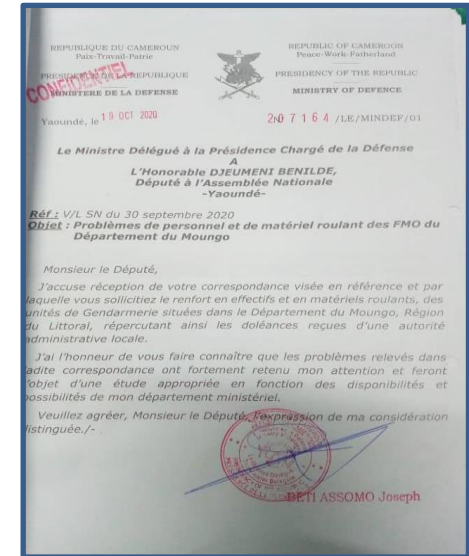 REPUBLIQUE DU CAMEROUN
Paix-Travail-Patrie
PRESIDENCE DE LA REPUBLIQUE
MINISTERE DE LA DEFENSE
CONFIDENTIEL
REPUBLIC OF CAMEROON
Peace-Work-Fatherland
PRESIDENCY OF THE REPUBLIC
MINISTRY OF DEFENCE
Yaoundé, le 19 OCT 2020
207164 /LE/MINDEF/01
Le Ministre Délégué à la Présidence Chargé de la Défense
A
L'Honorable DJEUMENI BENILDE,
Député à l'Assemblée Nationale
-Yaoundé-
Réf : V/L SN du 30 septembre 2020
Objet : Problèmes de personnel et de matériel roulant des FMO du
Département du Moungo
Monsieur le Député,
J'accuse réception de votre correspondance visée en référence et par
laquelle vous sollicitiez le renfort en effectifs et en matériels roulants, des
unités de Gendarmerie situées dans le Département du Moungo, Région
du Littoral, répercutant ainsi les doléances reçues d'une autorité
administrative locale.
J'ai l'honneur de vous faire connaître que les problèmes relevés dans
ladite correspondance ont fortement retenu mon attention et feront
l'objet d'une étude appropriée en fonction des disponibilités et
possibilités de mon département ministériel.
Veuillez agréer, Monsieur le Député, l'expression de ma considération
distinguée./-
BETI ASSOMO Joseph